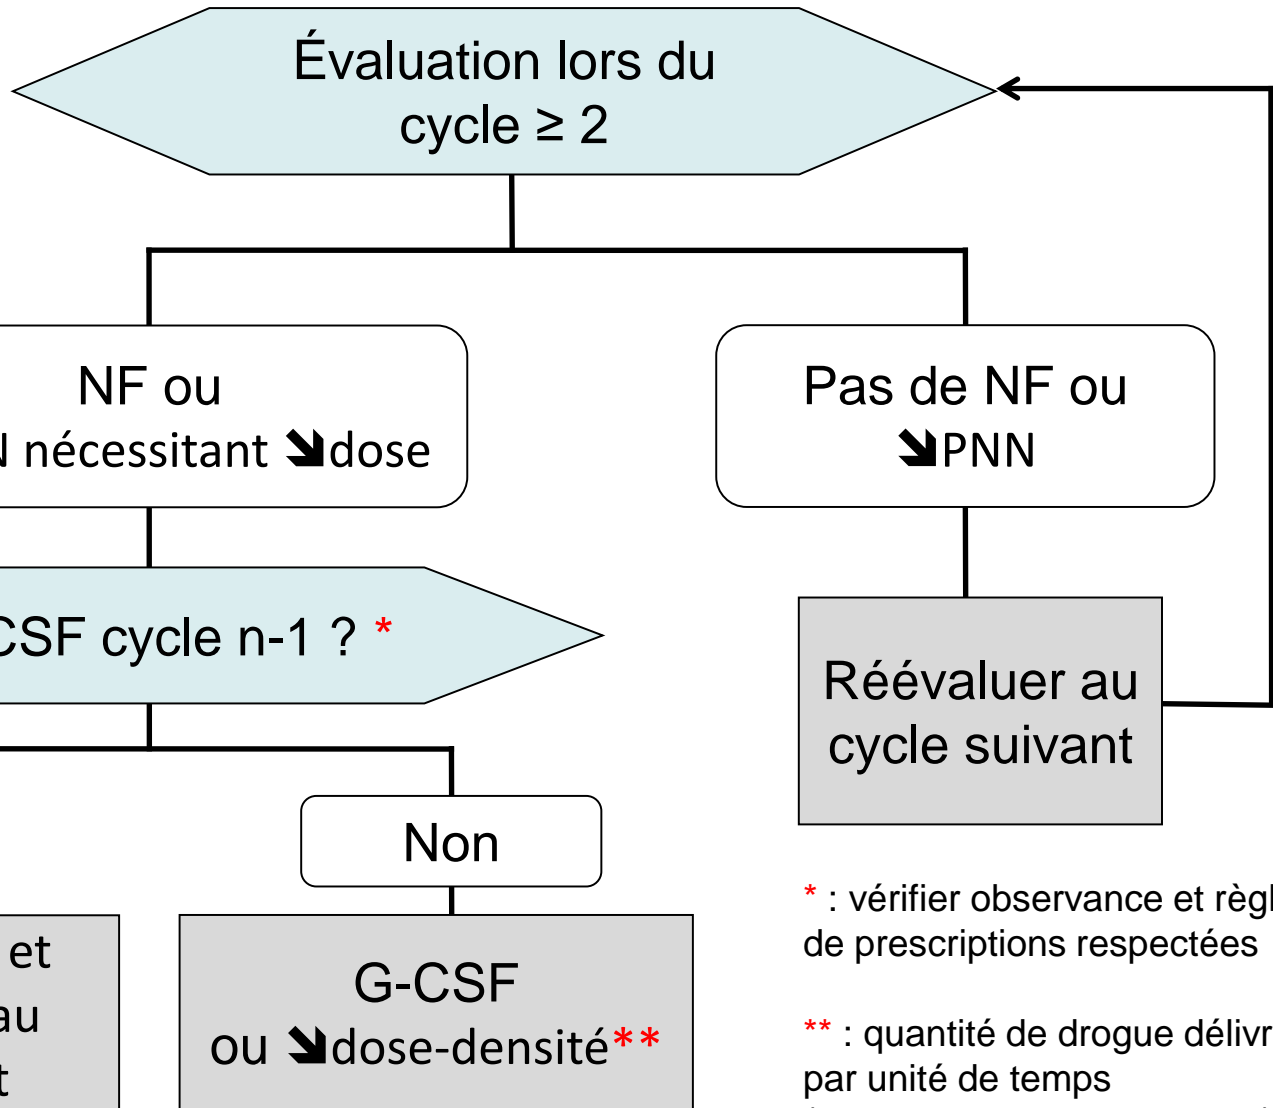 Évaluation lors du
cycle ≥ 2
NF ou
nécessitant ➘dose
Pas de NF ou
➘PNN
CSF cycle n-1 ? *
Réévaluer au
cycle suivant
Non
et
au
G-CSF
ou ➘dose-densité**
* : vérifier observance et
de prescriptions respectées
** : quantité de drogue
par unité de temps